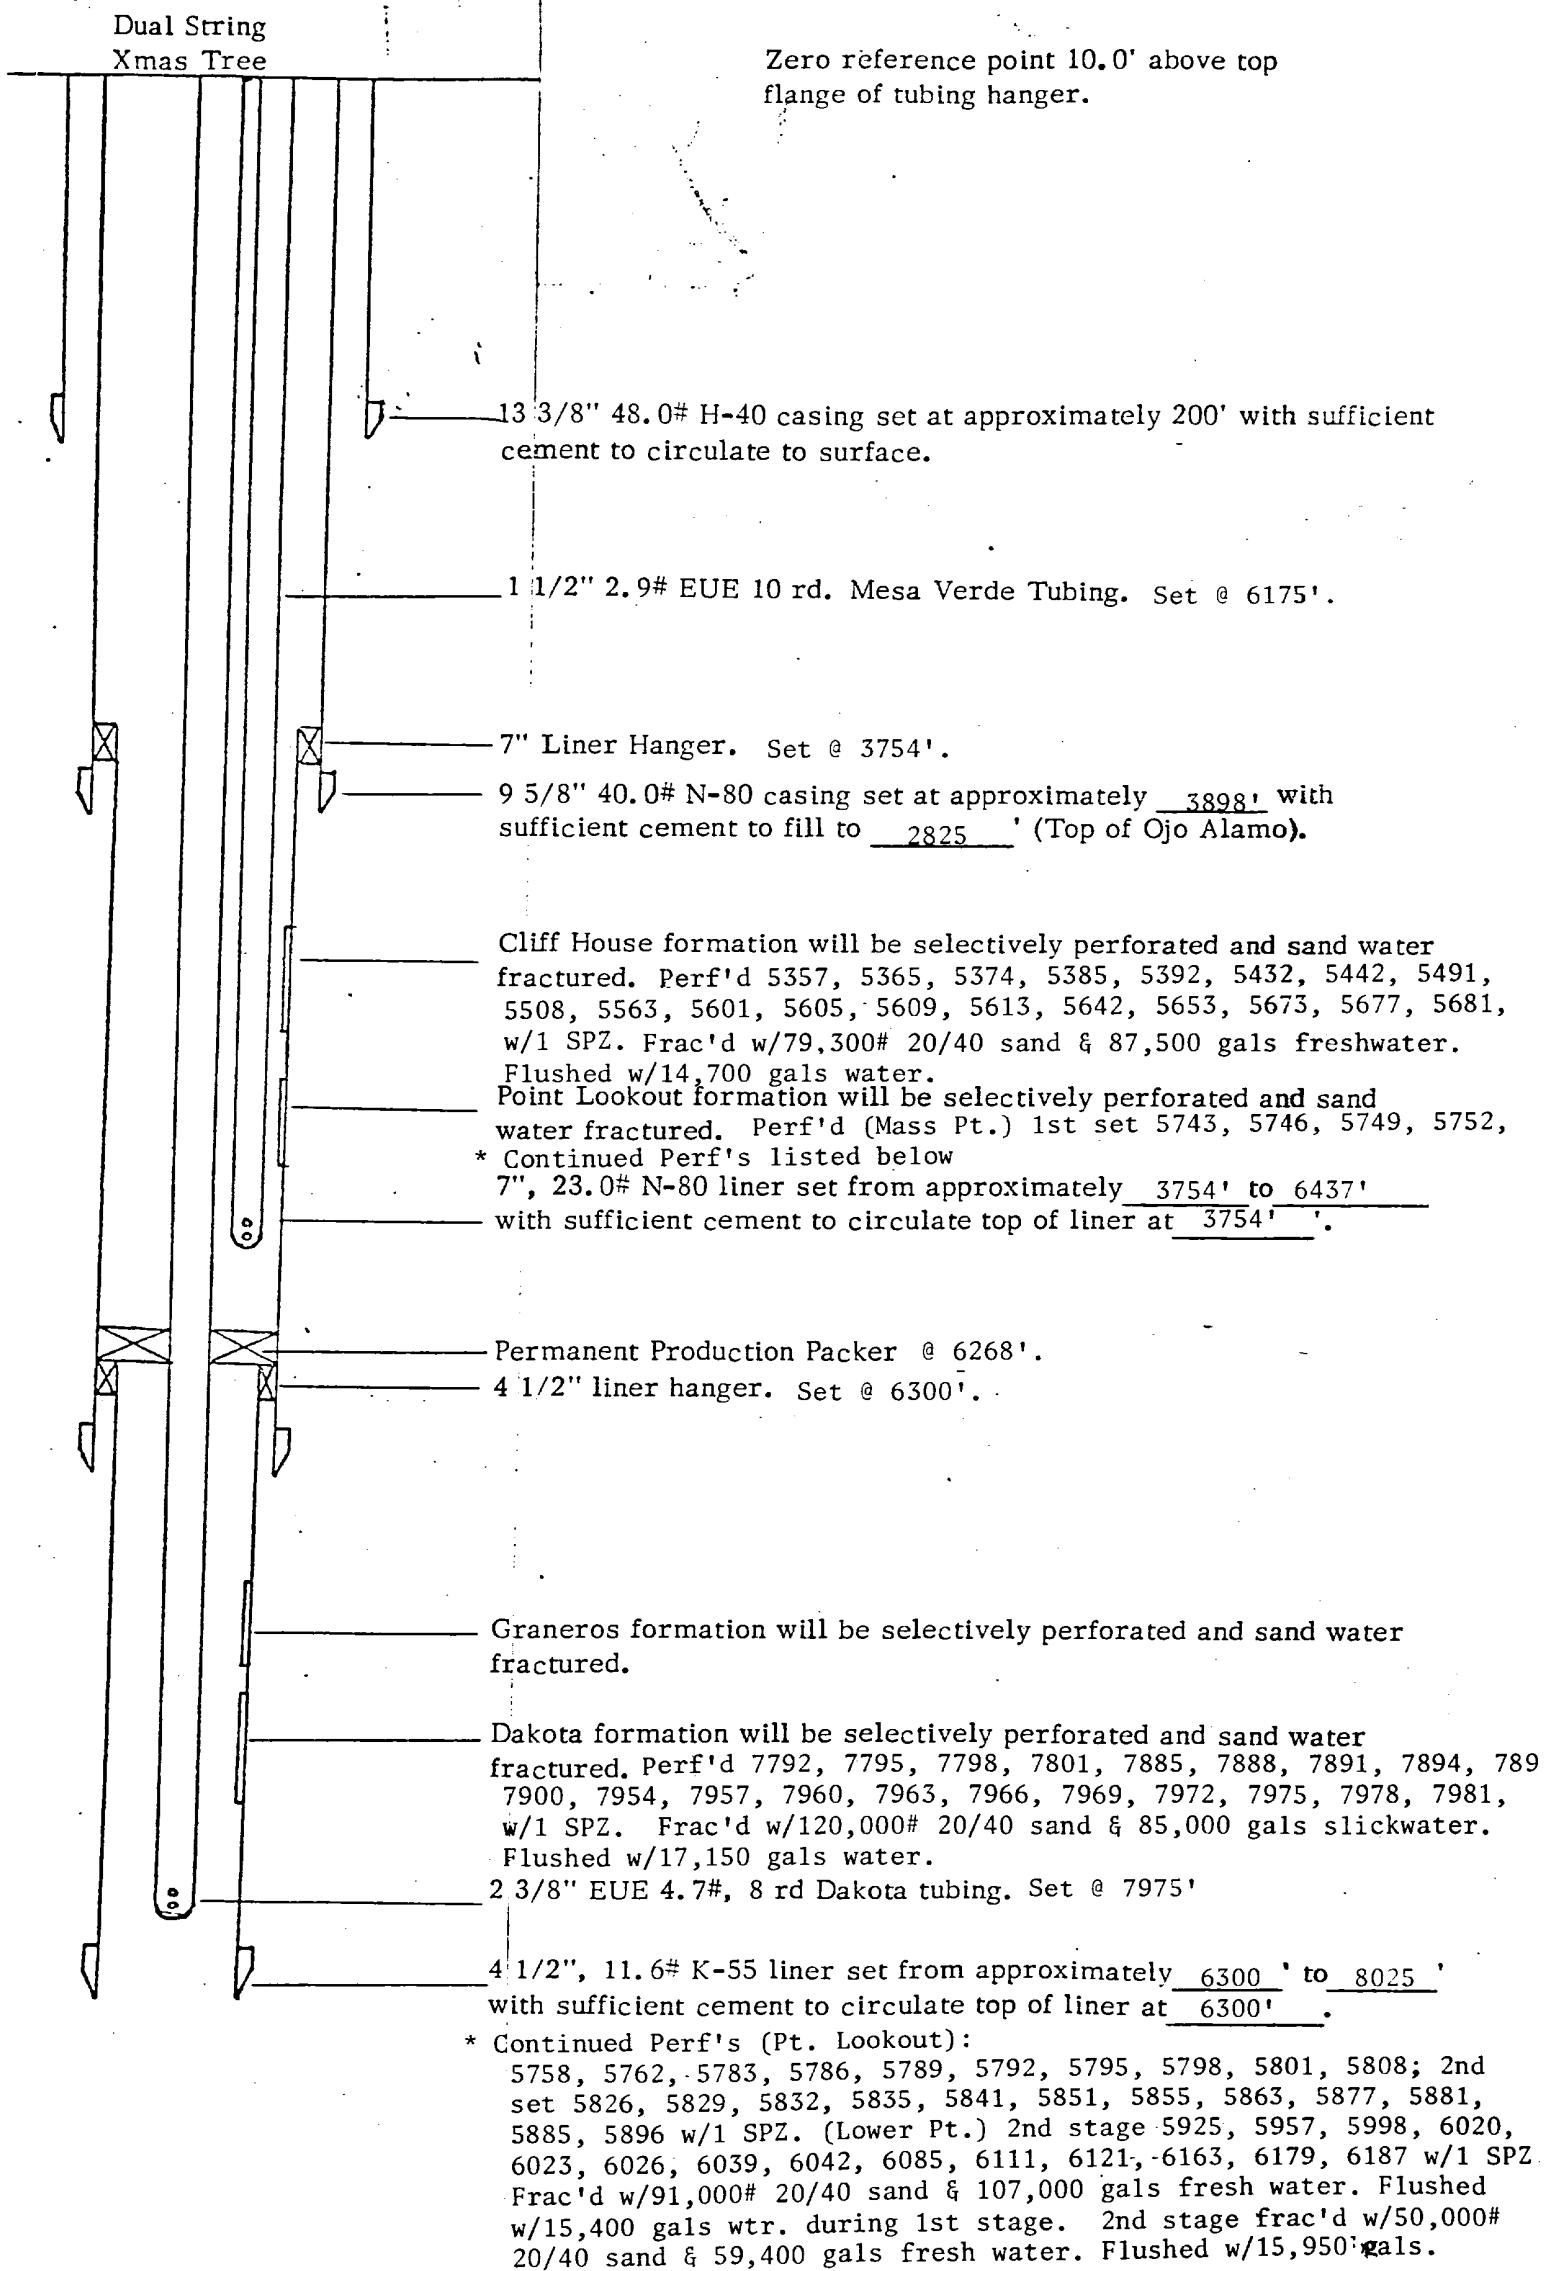 Dual String
Xmas Tree
Zero reference point 10.0' above top
flange of tubing hanger.
13 3/8" 48.0# H-40 casing set at approximately 200' with sufficient
cement to circulate to surface.
1 1/2" 2.9# EUE 10 rd. Mesa Verde Tubing. Set @ 6175'.
7" Liner Hanger. Set @ 3754'.
9 5/8" 40.0# N-80 casing set at approximately 3898' with
sufficient cement to fill to 2825 ' (Top of Ojo Alamo).
Cliff House formation will be selectively perforated and sand water
fractured. Perf'd 5357, 5365, 5374, 5385, 5392, 5432, 5442, 5491,
5508, 5563, 5601, 5605, 5609, 5613, 5642, 5653, 5673, 5677, 5681,
w/1 SPZ. Frac'd w/79,300# 20/40 sand & 87,500 gals freshwater.
Flushed w/14,700 gals water.
Point Lookout formation will be selectively perforated and sand
water fractured. Perf'd (Mass Pt.) 1st set 5743, 5746, 5749, 5752,
* Continued Perf's listed below
7", 23.0# N-80 liner set from approximately 3754' to 6437'
with sufficient cement to circulate top of liner at 3754' '.
Permanent Production Packer @ 6268'.
4 1/2" liner hanger. Set @ 6300'.
Graneros formation will be selectively perforated and sand water
fractured.
Dakota formation will be selectively perforated and sand water
fractured. Perf'd 7792, 7795, 7798, 7801, 7885, 7888, 7891, 7894, 789
7900, 7954, 7957, 7960, 7963, 7966, 7969, 7972, 7975, 7978, 7981,
w/1 SPZ. Frac'd w/120,000# 20/40 sand & 85,000 gals slickwater.
Flushed w/17,150 gals water.
2 3/8" EUE 4.7#, 8 rd Dakota tubing. Set @ 7975'
4 1/2", 11.6# K-55 liner set from approximately 6300 ' to 8025 '
with sufficient cement to circulate top of liner at 6300' .
* Continued Perf's (Pt. Lookout):
5758, 5762, 5783, 5786, 5789, 5792, 5795, 5798, 5801, 5808; 2nd
set 5826, 5829, 5832, 5835, 5841, 5851, 5855, 5863, 5877, 5881,
5885, 5896 w/1 SPZ. (Lower Pt.) 2nd stage 5925, 5957, 5998, 6020,
6023, 6026, 6039, 6042, 6085, 6111, 6121, 6163, 6179, 6187 w/1 SPZ
Frac'd w/91,000# 20/40 sand & 107,000 gals fresh water. Flushed
w/15,400 gals wtr. during 1st stage. 2nd stage frac'd w/50,000#
20/40 sand & 59,400 gals fresh water. Flushed w/15,950 gals.